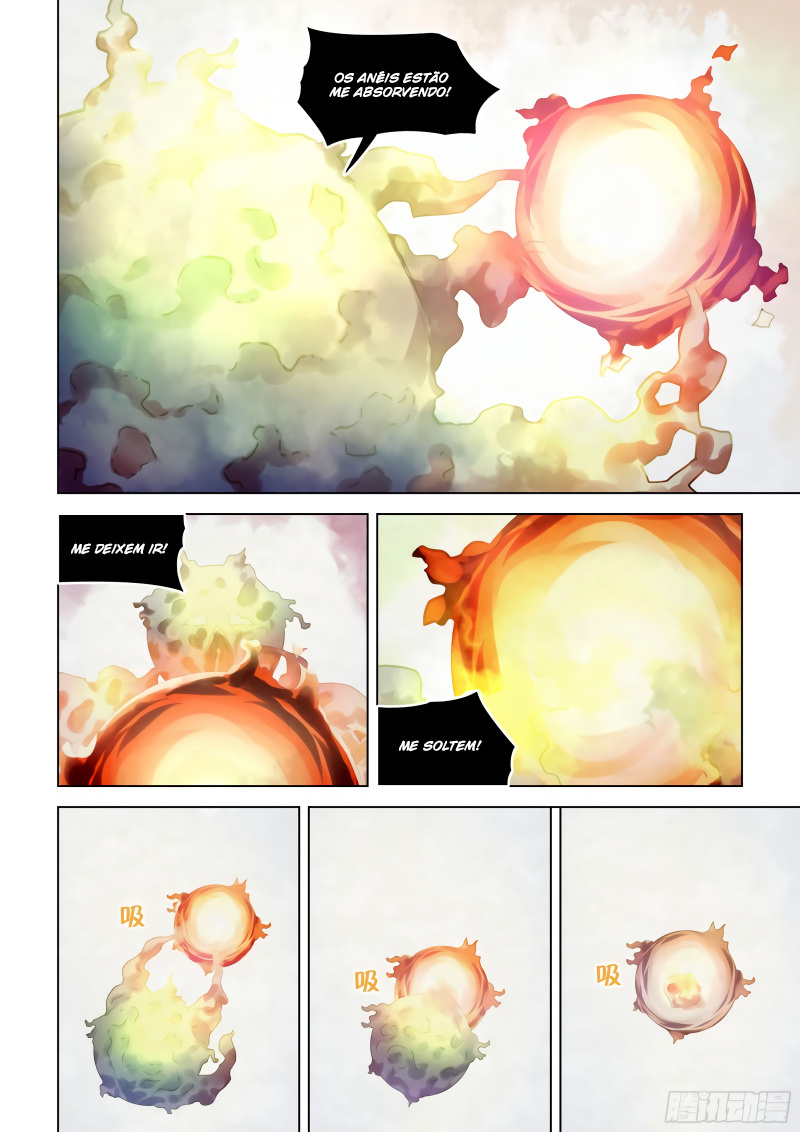 OS ANÉIS ESTÃO
ME ABSORVENDO!
ME DEIXEM IR!
ME SOLTEM!
吸
吸
吸
腾讯动漫